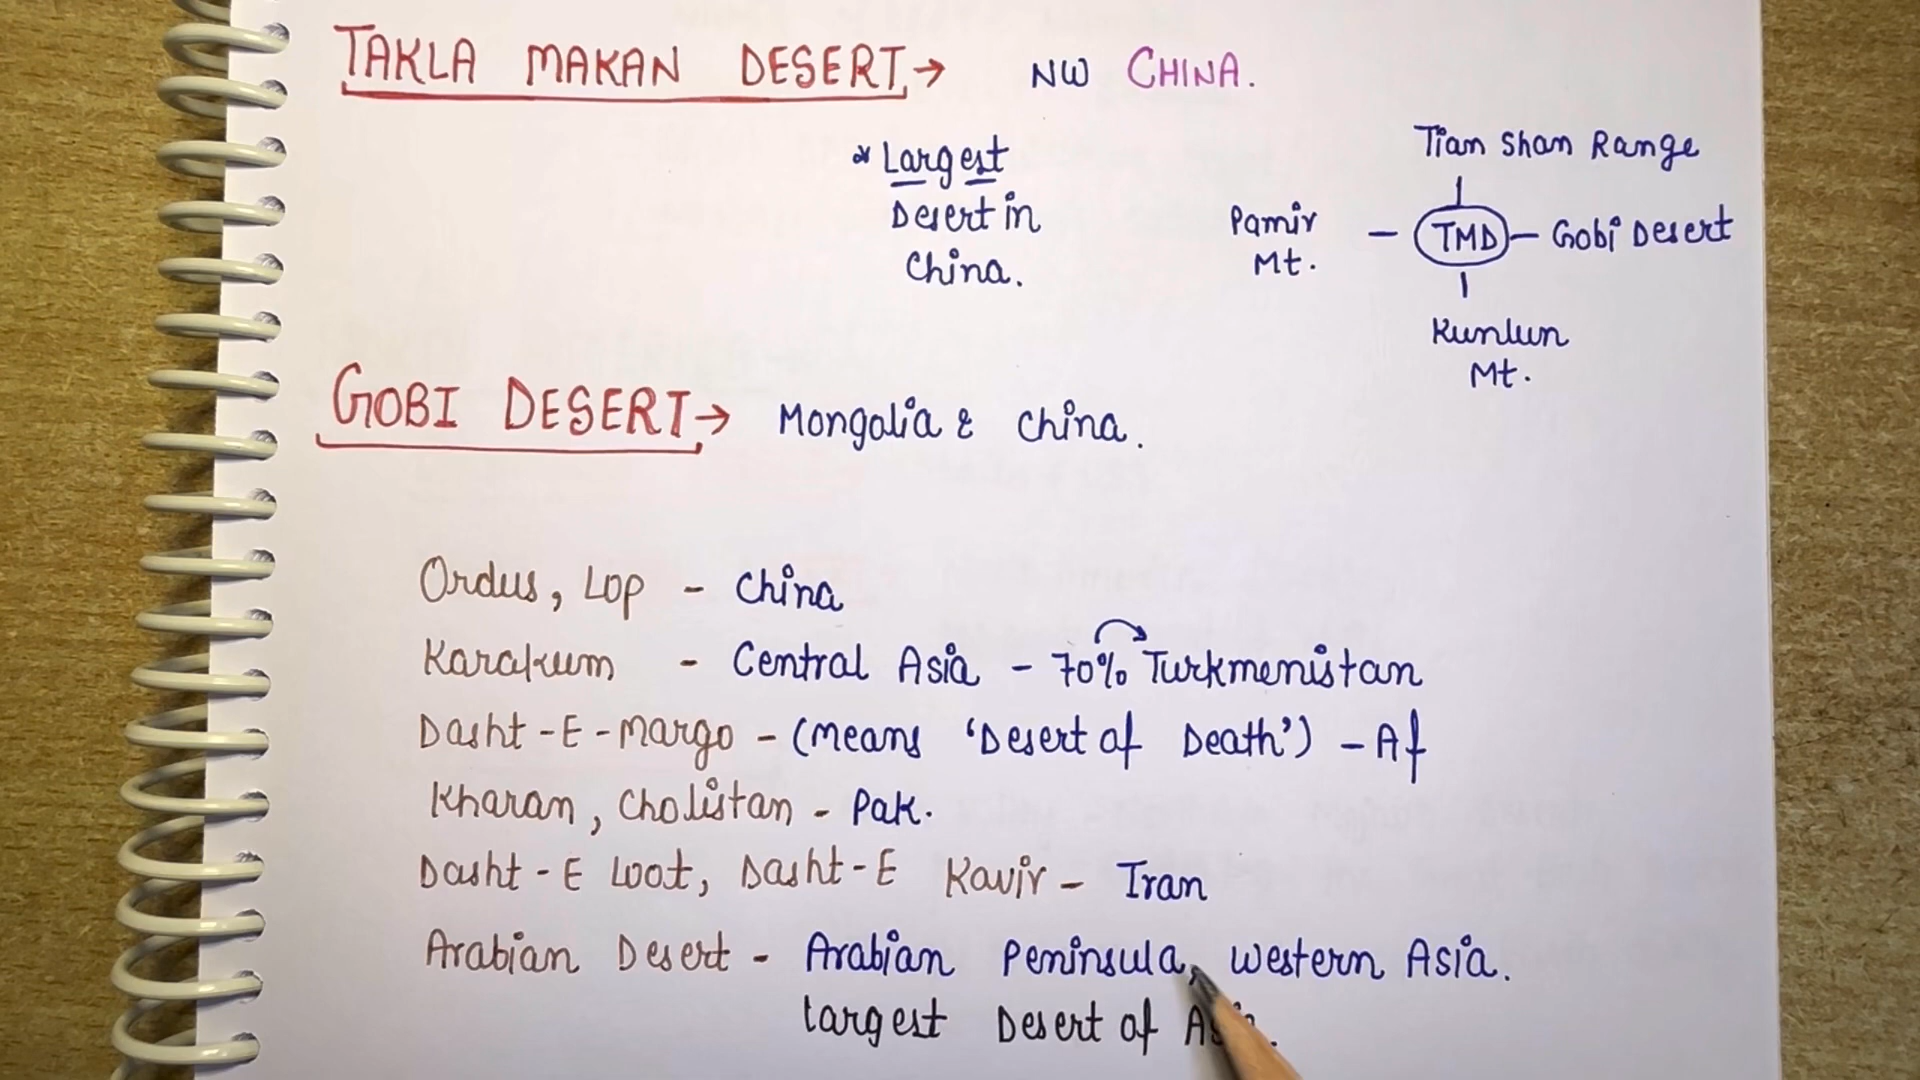 TAKLA MAKAN DESERT → NW CHINA.
* Largest
Desert in
China.
Tian Shan Range
Pamir
Mt.
– TMD – Gobi Desert
Kunlun
Mt.
GOBI DESERT → Mongolia & China.
Ordus, Lop - China
Karakum - Central Asia - 70% Turkmenistan
Dasht-E-margo - (means 'Desert of Death') - Af
Kharan, Cholistan - Pak.
Dasht-E Loot, Dasht-E Kavir - Iran
Arabian Desert - Arabian Peninsula, Western Asia.
largest Desert of